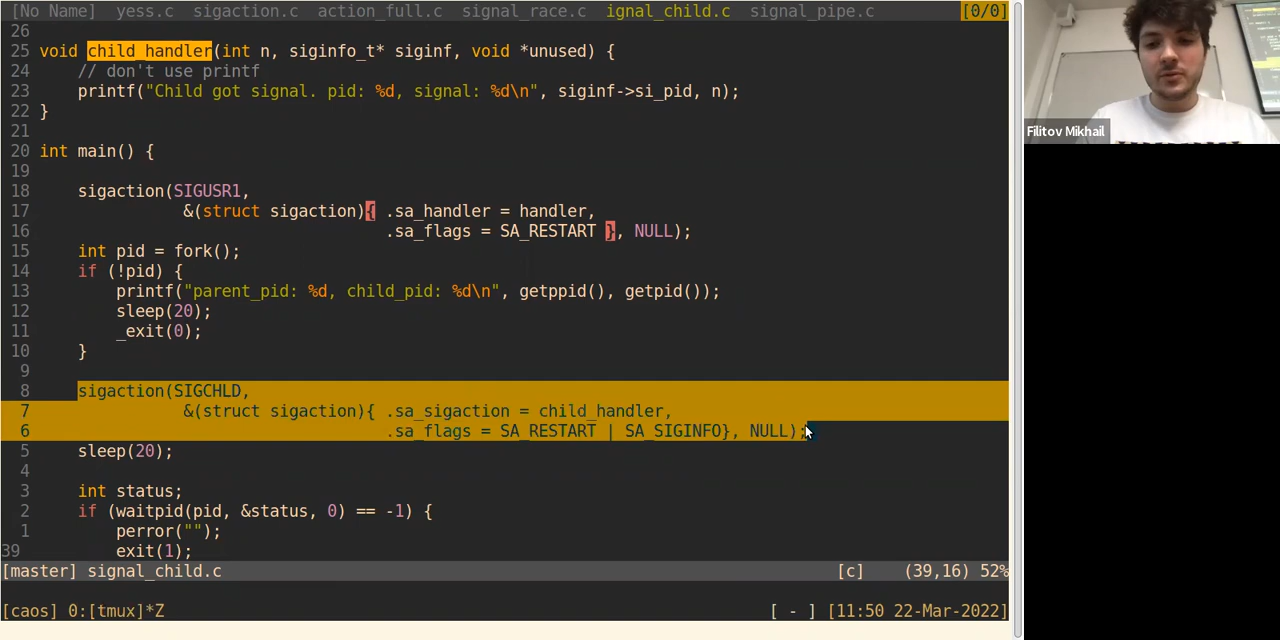 [No Name]  yess.c  sigaction.c  action_full.c  signal_race.c  ignal_child.c  signal_pipe.c  [0/0]
26
25 void child_handler(int n, siginfo_t* siginf, void *unused) {
24     // don't use printf
23     printf("Child got signal. pid: %d, signal: %d\n", siginf->si_pid, n);
22 }
21
20 int main() {
19
18     sigaction(SIGUSR1,
17                &(struct sigaction){ .sa_handler = handler,
16                                     .sa_flags = SA_RESTART }, NULL);
15     int pid = fork();
14     if (!pid) {
13         printf("parent_pid: %d, child_pid: %d\n", getppid(), getpid());
12         sleep(20);
11         _exit(0);
10     }
9
8     sigaction(SIGCHLD,
7                &(struct sigaction){ .sa_sigaction = child_handler,
6                                     .sa_flags = SA_RESTART | SA_SIGINFO}, NULL);
5     sleep(20);
4
3     int status;
2     if (waitpid(pid, &status, 0) == -1) {
1         perror("");
39         exit(1);
[master] signal_child.c  [c]  (39,16) 52%
[caos] 0:[tmux]*Z  [ - ] [11:50 22-Mar-2022]
Filitov Mikhail